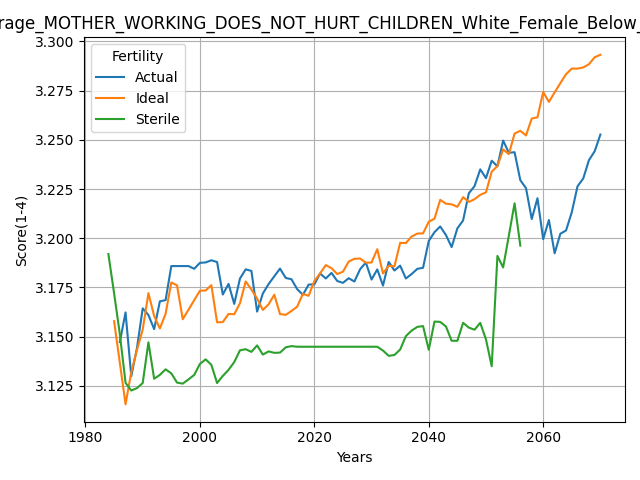 rage_MOTHER_WORKING_DOES_NOT_HURT_CHILDREN_White_Female_Below_
Fertility
Actual
Ideal
Sterile
Score(1-4)
3.300
3.275
3.250
3.225
3.200
3.175
3.150
3.125
1980 2000 2020 2040 2060
Years